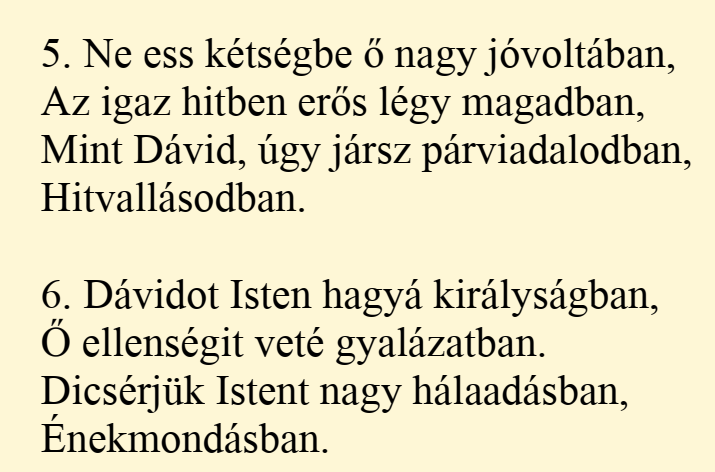 5. Ne ess kétségbe ő nagy jóvoltában,
Az igaz hitben erős légy magadban,
Mint Dávid, úgy jársz párviadalodban,
Hitvallásodban.
6. Dávidot Isten hagyá királyságban,
Ő ellenségit veté gyalázatban.
Dicsérjük Istent nagy hálaadásban,
Énekmondásban.